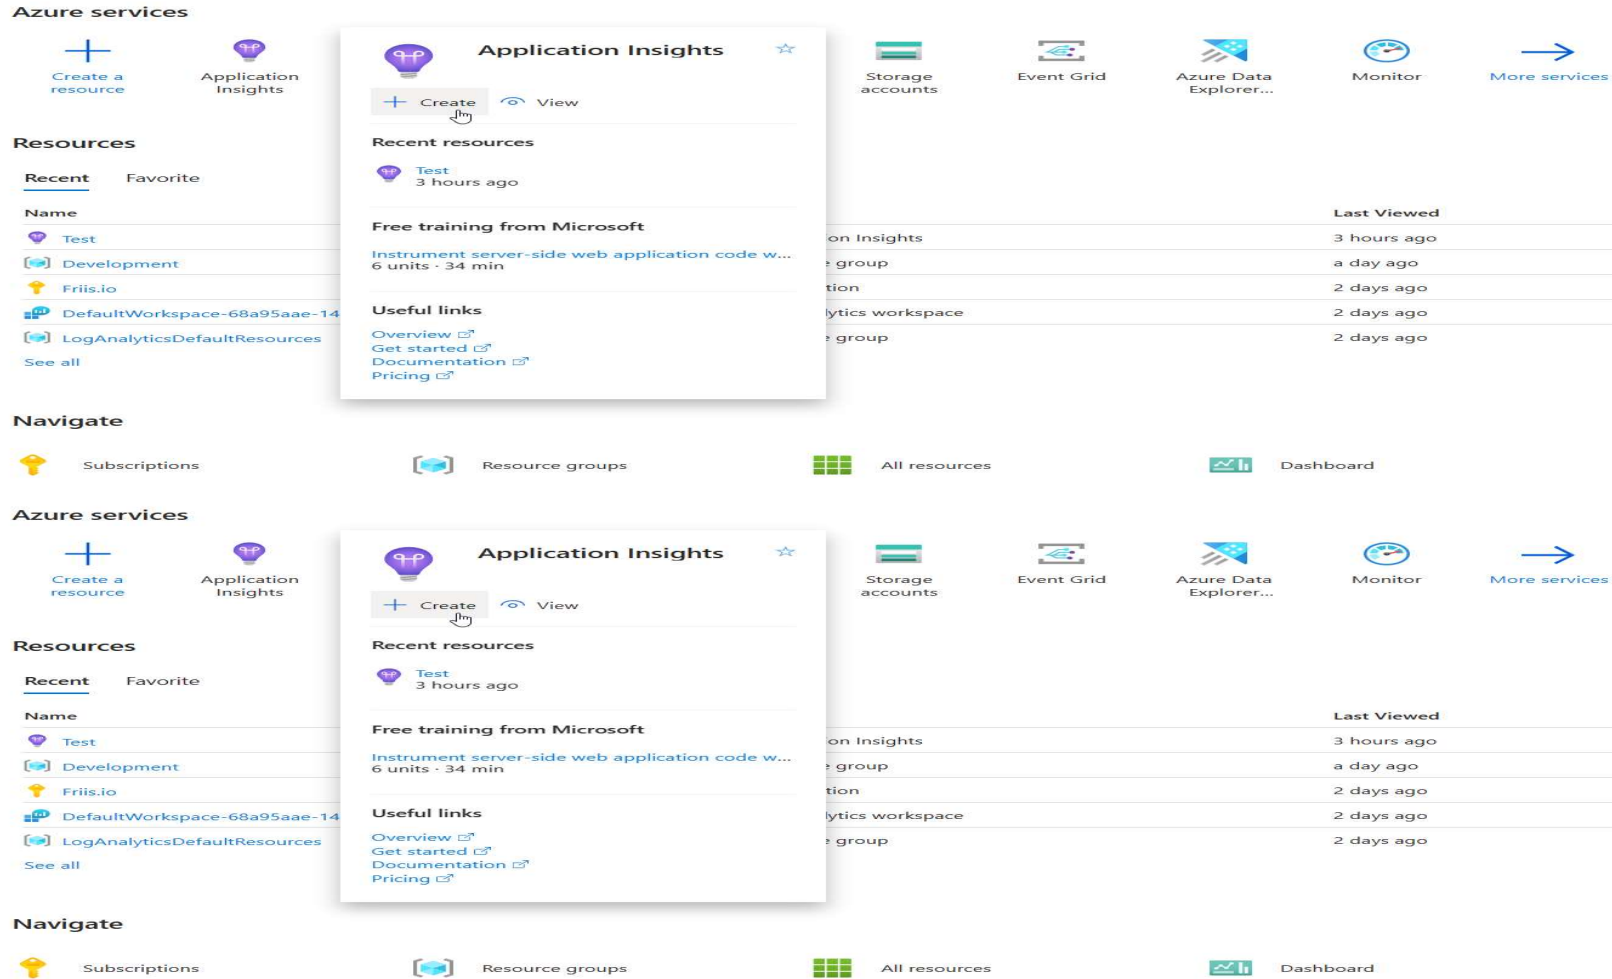 Azure services
Create a resource
Application Insights
Application Insights
Storage accounts
Event Grid
Azure Data Explorer...
Monitor
More services
Create View
Resources
Recent resources
Recent Favorite
Test
3 hours ago
Name
Last Viewed
Free training from Microsoft
Test
on Insights
3 hours ago
Instrument server-side web application code w...
6 units · 34 min
Development
group
a day ago
Friis.io
tion
2 days ago
Useful links
DefaultWorkspace-68a95aae-14
lytics workspace
2 days ago
Overview
LogAnalyticsDefaultResources
group
2 days ago
Get started
Documentation
See all
Pricing
Navigate
Subscriptions
Resource groups
All resources
Dashboard
Azure services
Create a resource
Application Insights
Application Insights
Storage accounts
Event Grid
Azure Data Explorer...
Monitor
More services
Create View
Resources
Recent resources
Recent Favorite
Test
3 hours ago
Name
Last Viewed
Free training from Microsoft
Test
on Insights
3 hours ago
Instrument server-side web application code w...
6 units · 34 min
Development
group
a day ago
Friis.io
tion
2 days ago
Useful links
DefaultWorkspace-68a95aae-14
lytics workspace
2 days ago
Overview
LogAnalyticsDefaultResources
group
2 days ago
Get started
Documentation
See all
Pricing
Navigate
Subscriptions
Resource groups
All resources
Dashboard